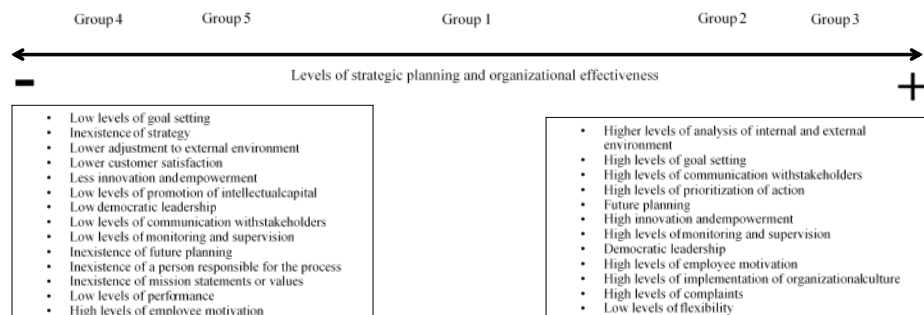 Group 4 Group 5 Group 1 Group 2 Group 3
Levels of strategic planning and organizational effectiveness
- +
• Low levels of goal setting
• Inexistence of strategy
• Lower adjustment to external environment
• Lower customer satisfaction
• Less innovation andempowerment
• Low levels of promotion of intellectualcapital
• Low democratic leadership
• Low levels of communication withstakeholders
• Low levels of monitoring and supervision
• Inexistence of future planning
• Inexistence of a person responsible for the process
• Inexistence of mission statements or values
• Low levels of performance
• High levels of employee motivation
• Higher levels of analysis of internal and external
environment
• High levels of goal setting
• High levels of communication withstakeholders
• High levels of prioritization of action
• Future planning
• High innovation andempowerment
• High levels of monitoring and supervision
• Democratic leadership
• High levels of employee motivation
• High levels of implementation of organizationalculture
• High levels of complaints
• Low levels of flexibility